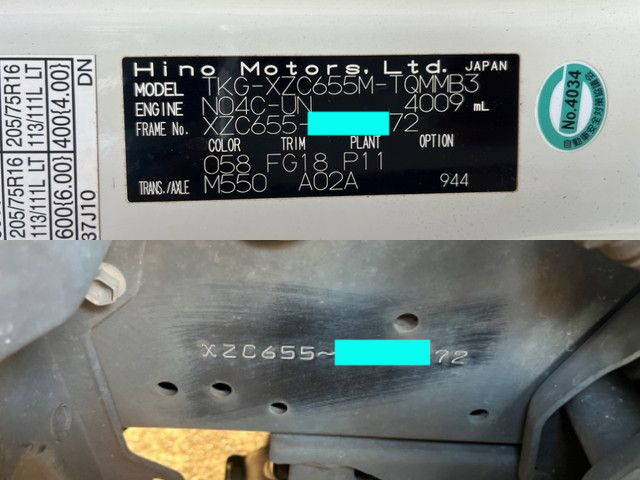 205/75R16
113/111L LT
400{4.00}
DN
205/75R16
113/111L LT
600{6.00}
37J10
Hino Motors, Ltd. JAPAN
MODEL TKG-XZC655M-TQMMB3
ENGINE N04C-UN 4009 mL
FRAME No. XZC655- 72
COLOR TRIM PLANT OPTION
058 FG18 P11
TRANS./AXLE M550 A02A 944
No.4034
XZC655~ 72